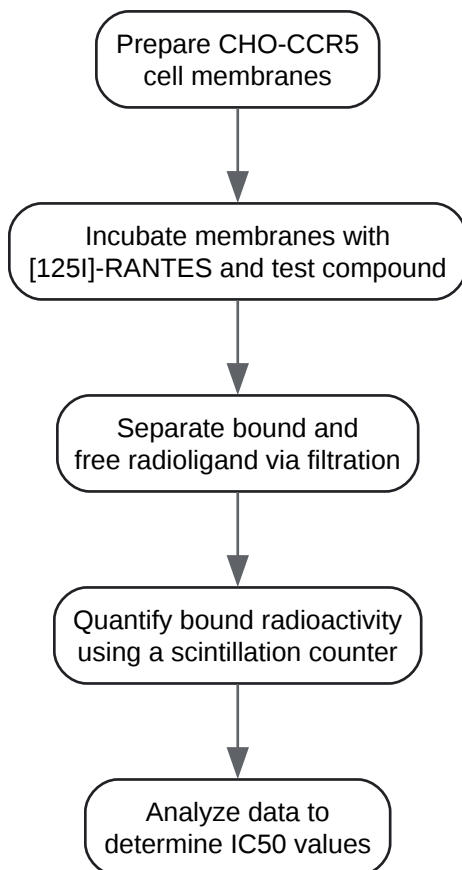 Prepare CHO-CCR5
cell membranes
Incubate membranes with
[125I]-RANTES and test compound
Separate bound and
free radioligand via filtration
Quantify bound radioactivity
using a scintillation counter
Analyze data to
determine IC50 values